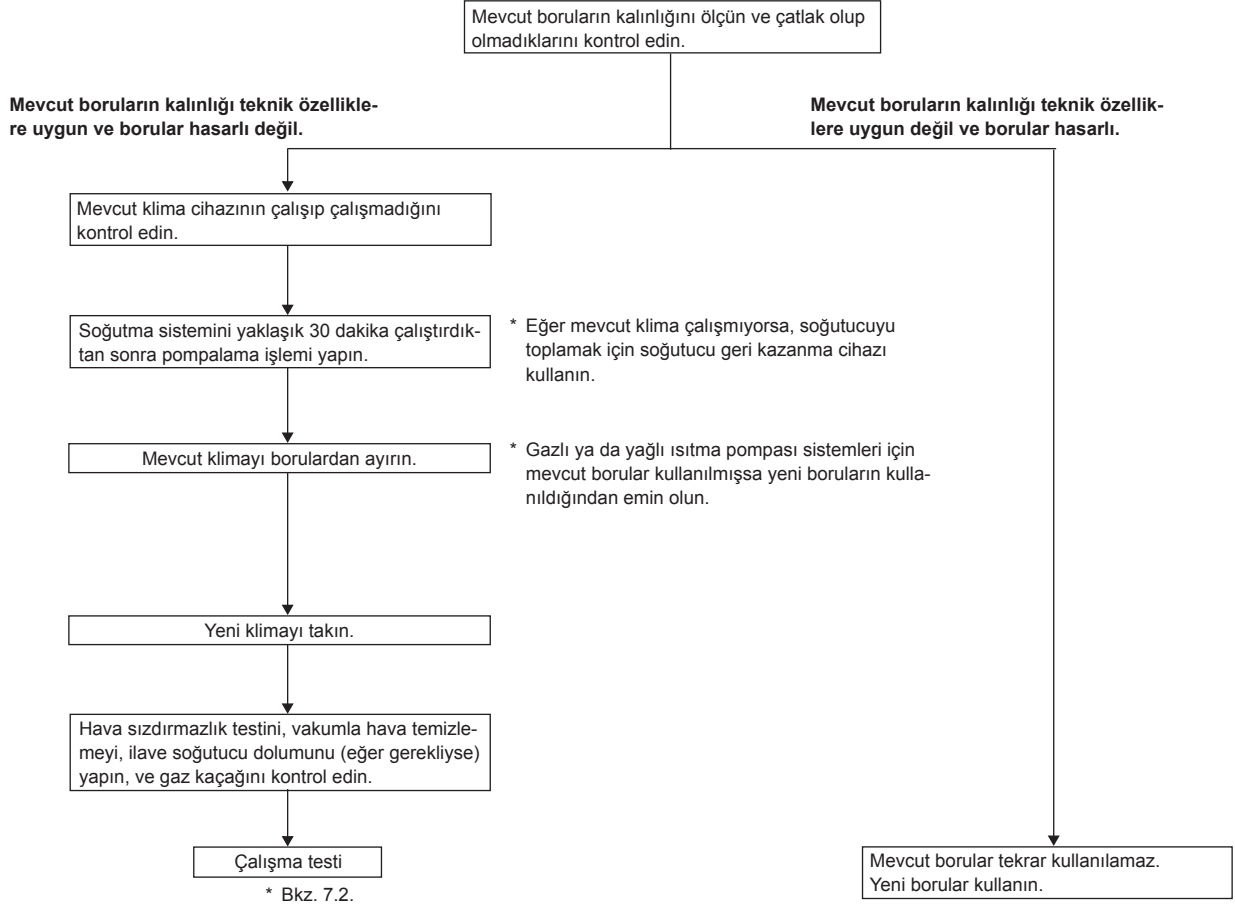 Mevcut boruların kalınlığını ölçün ve çatlak olup
olmadıklarını kontrol edin.
Mevcut boruların kalınlığı teknik özellikle-
re uygun ve borular hasarlı değil.
Mevcut boruların kalınlığı teknik özellik-
lere uygun değil ve borular hasarlı.
Mevcut klima cihazının çalışıp çalışmadığını
kontrol edin.
Soğutma sistemini yaklaşık 30 dakika çalıştırdık-
tan sonra pompalama işlemi yapın.
* Eğer mevcut klima çalışmıyorsa, soğutucuyu
toplamak için soğutucu geri kazanma cihazı
kullanın.
Mevcut klimayı borulardan ayırın.
* Gazlı ya da yağlı ısıtma pompası sistemleri için
mevcut borular kullanılmışsa yeni boruların kulla-
nıldığından emin olun.
Yeni klimayı takın.
Hava sızdırmazlık testini, vakumla hava temizle-
meyi, ilave soğutucu dolumunu (eğer gerekliyse)
yapın, ve gaz kaçağını kontrol edin.
Çalışma testi
* Bkz. 7.2.
Mevcut borular tekrar kullanılamaz.
Yeni borular kullanın.